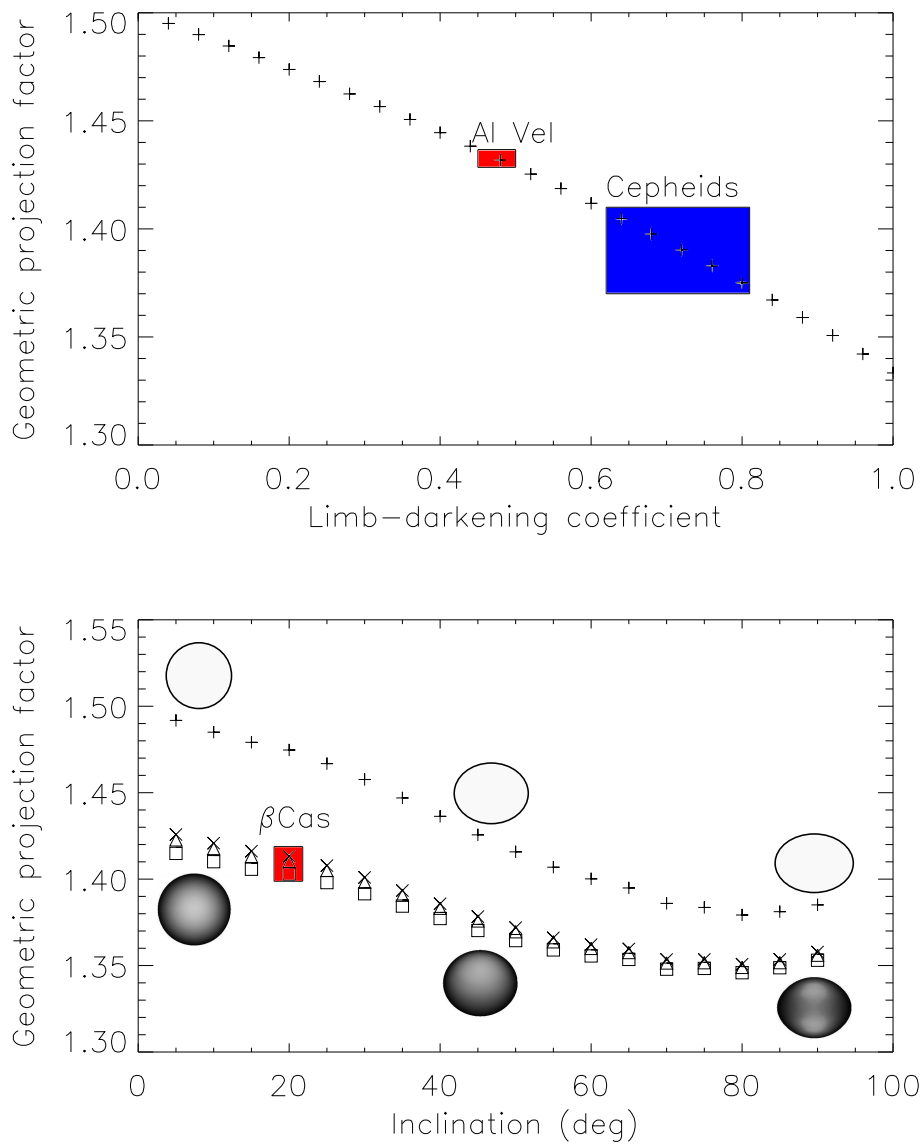 Geometric projection factor
1.50
1.45
1.40
1.35
1.30
AI Vel
Cepheids
0.0 0.2 0.4 0.6 0.8 1.0
Limb-darkening coefficient
Geometric projection factor
1.55
1.50
1.45
1.40
1.35
1.30
βCas
0 20 40 60 80 100
Inclination (deg)